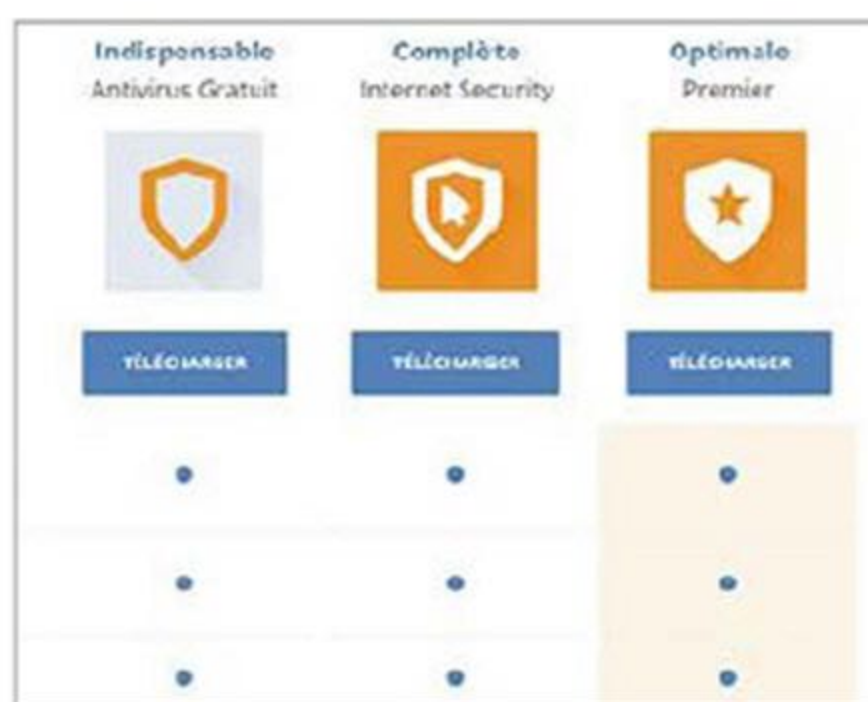 Indispensable Complète Optimale
Antivirus Gratuit Internet Security Premier
TÉLÉCHARGER TÉLÉCHARGER TÉLÉCHARGER